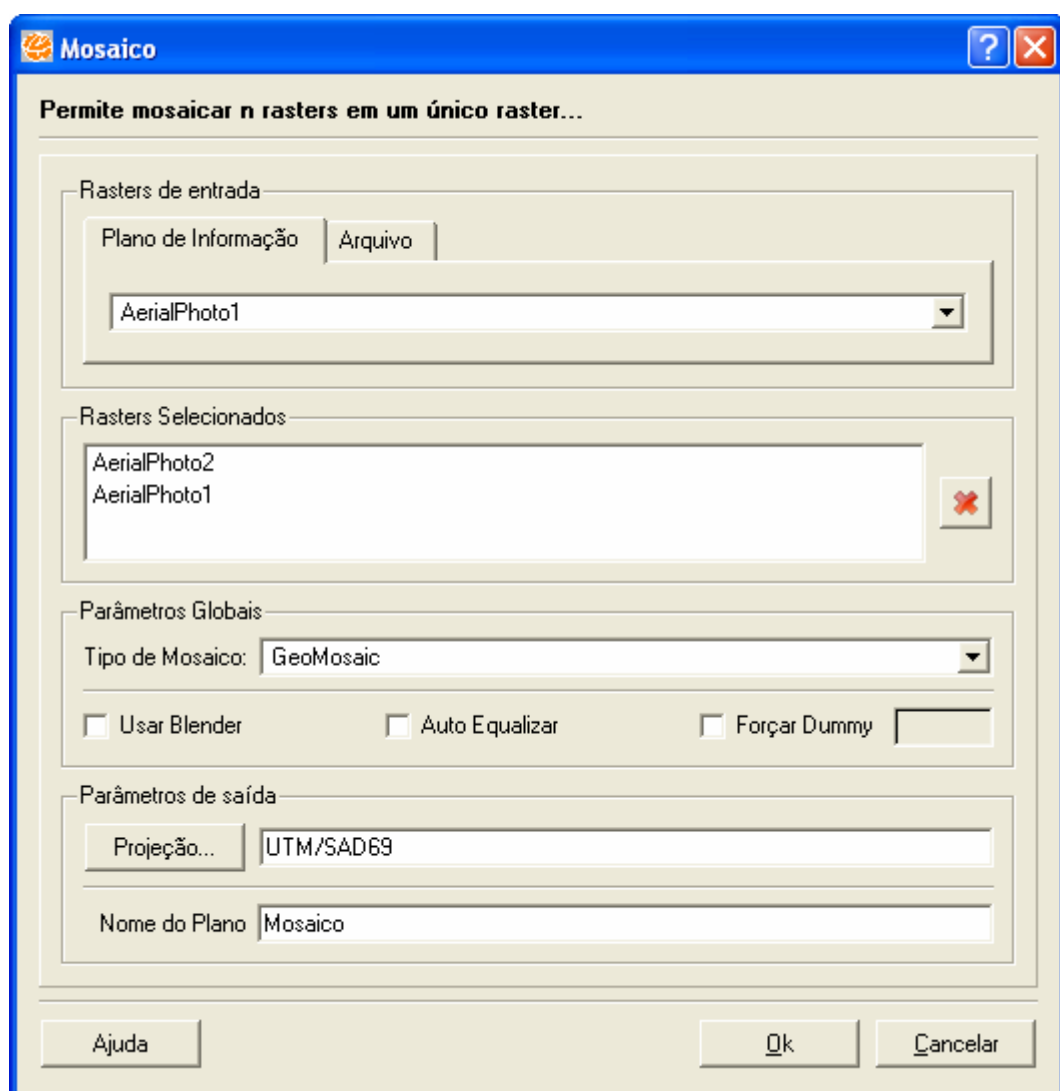 Mosaico
Permite mosaicar n rasters em um único raster...
Rasters de entrada
Plano de Informação
Arquivo
AerialPhoto1
Rasters Selecionados
AerialPhoto2
AerialPhoto1
Parâmetros Globais
Tipo de Mosaico: GeoMosaic
Usar Blender
Auto Equalizar
Forçar Dummy
Parâmetros de saída
Projeção... UTM/SAD69
Nome do Plano Mosaico
Ajuda
Ok
Cancelar